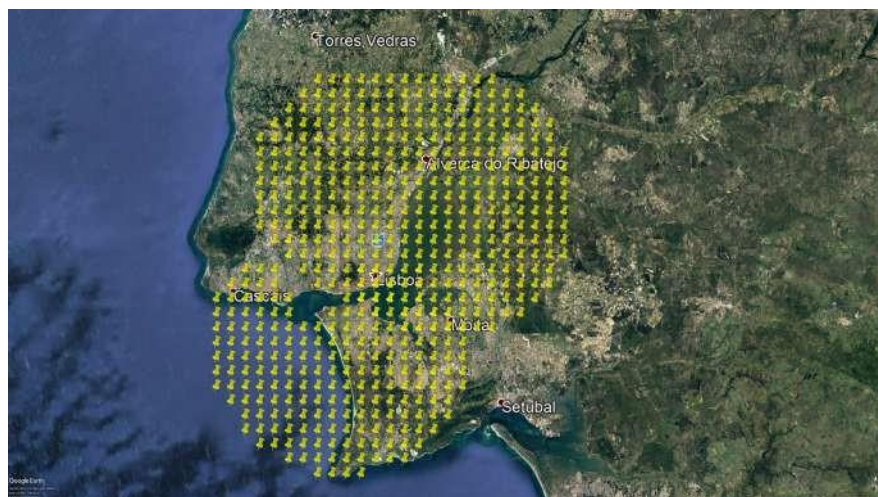 Torres Vedras
Alverca do Ribatejo
Lisboa
Cascais
Moita
Setúbal
Google Earth